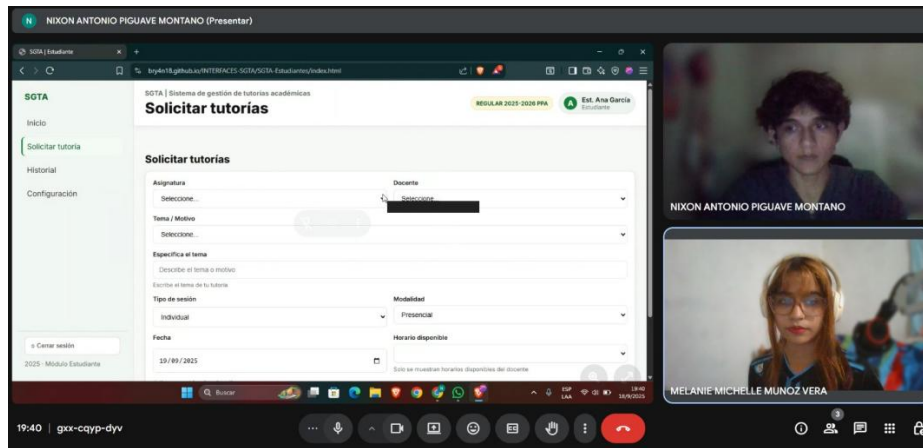 N NIXON ANTONIO PIGUAVE MONTANO (Presentar)
SGTA | Estudiante
bry4n18.github.io/INTERFACES-SGTA/SGTA-Estudiantes/index.html
SGTA
SGTA | Sistema de gestión de tutorías académicas
Solicitar tutorías
REGULAR 2025-2026 PPA
A Est. Ana García
Estudiante
Inicio
Solicitar tutoría
Historial
Configuración
Solicitar tutorías
Asignatura
Docente
Seleccione...
Seleccione...
Tema / Motivo
Seleccione...
Especifica el tema
Describe el tema o motivo
Escribe el tema de tu tutoría
Tipo de sesión
Modalidad
Individual
Presencial
Fecha
Horario disponible
19/09/2025
Solo se muestran horarios disponibles del docente
Cerrar sesión
2025 - Módulo Estudiante
Buscar
ESP
LAA
19:40
18/9/2025
NIXON ANTONIO PIGUAVE MONTANO
MELANIE MICHELLE MUNOZ VERA
19:40 | gxx-cqyp-dyv
3